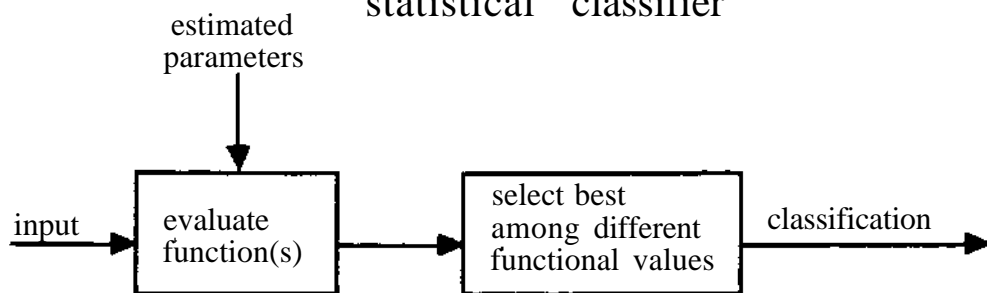 statistical classifier
estimated
parameters
input
evaluate
function(s)
select best
among different
functional values
classification